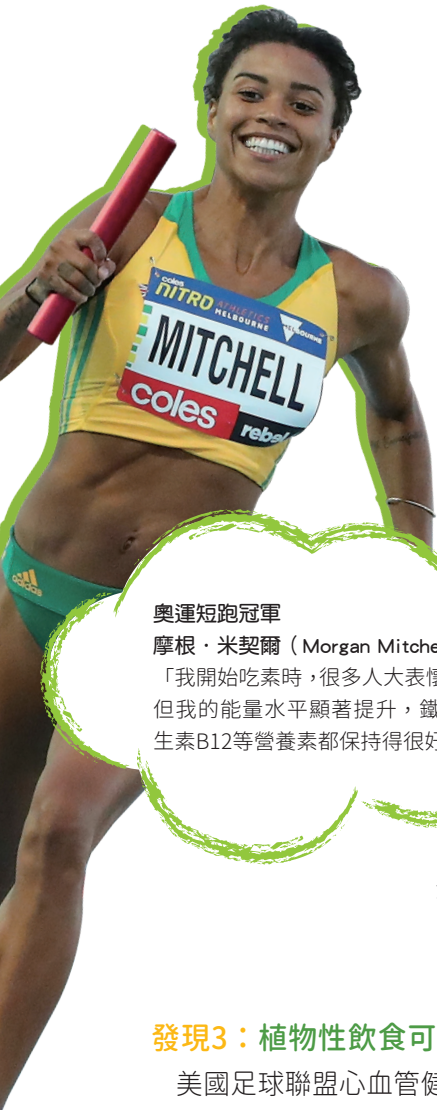 coles
NITRO ATHLETICS
MELBOURNE
MELBOURNE
MITCHELL
coles
rebel
adidas
奧運短跑冠軍
摩根・米契爾（Morgan Mitche
「我開始吃素時，很多人大表懷
但我的能量水平顯著提升，鐵
生素B12等營養素都保持得很好
發現3：植物性飲食可
美國足球聯盟心血管健